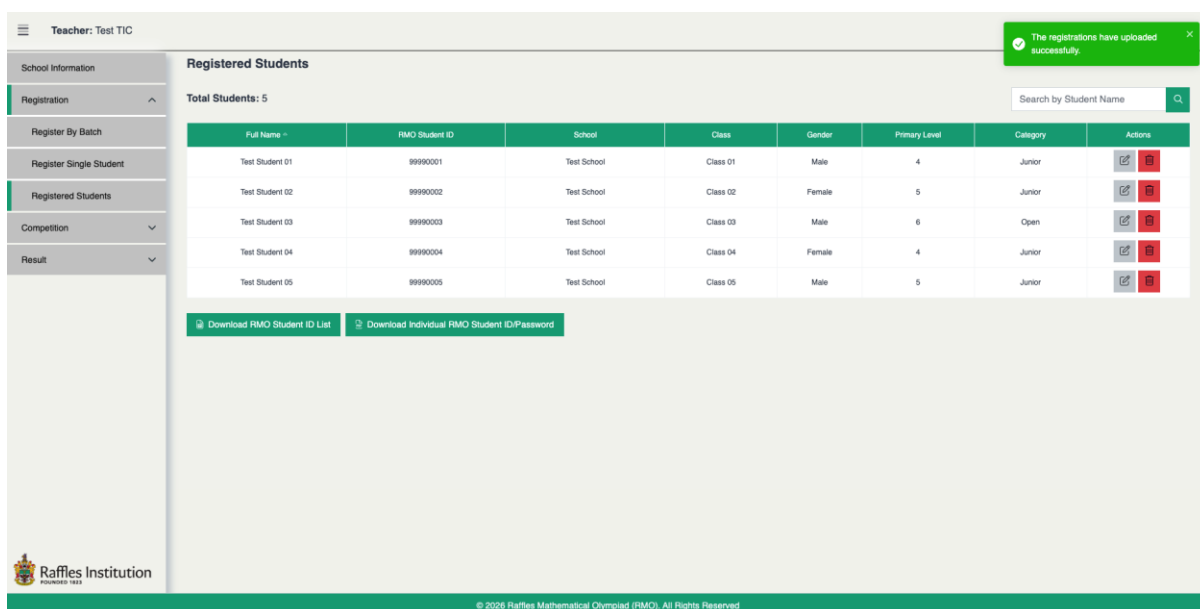 Teacher: Test TIC
The registrations have uploaded
successfully.
School Information
Registration
Register By Batch
Register Single Student
Registered Students
Competition
Result
Registered Students
Total Students: 5
Search by Student Name
Full Name RMO Student ID School Class Gender Primary Level Category Actions
Test Student 01 99990001 Test School Class 01 Male 4 Junior
Test Student 02 99990002 Test School Class 02 Female 5 Junior
Test Student 03 99990003 Test School Class 03 Male 6 Open
Test Student 04 99990004 Test School Class 04 Female 4 Junior
Test Student 05 99990005 Test School Class 05 Male 5 Junior
Download RMO Student ID List Download Individual RMO Student ID/Password
Raffles Institution
FOUNDED 1823
© 2026 Raffles Mathematical Olympiad (RMO). All Rights Reserved